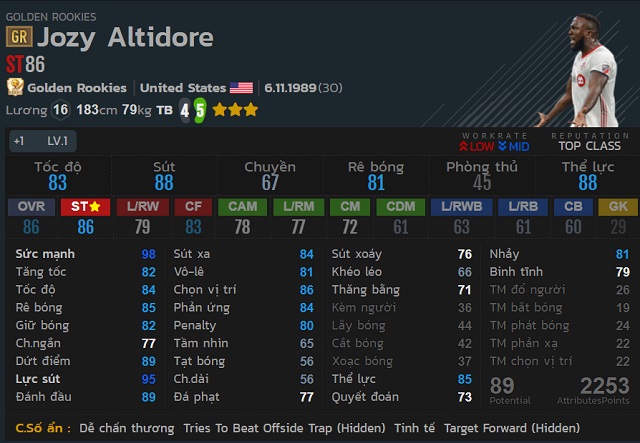 GOLDEN ROOKIES
GR Jozy Altidore
ST86
Golden Rookies United States 6.11.1989(30)
Lương 16 183cm 79kg TB 4 5
+1 LV.1
WORKRATE LOW MID REPUTATION TOP CLASS
Tốc độ Sút Chuyền Rê bóng Phòng thủ Thể lực
83 88 67 81 45 88
OVR ST L/RW CF CAM L/RM CM CDM L/RWB L/RB CB GK
86 86 79 83 78 77 72 61 63 61 60 29
Sức mạnh 98 Sút xa 84 Sút xoáy 76 Nhảy 81
Tăng tốc 82 Vô-lê 81 Khéo léo 66 Bình tĩnh 79
Tốc độ 84 Chọn vị trí 86 Thăng bằng 71 TM đổ người 26
Rê bóng 85 Phản ứng 84 Kèm người 36 TM bắt bóng 19
Giữ bóng 82 Penalty 80 Lấy bóng 44 TM phát bóng 24
Ch.ngắn 77 Tầm nhìn 65 Cắt bóng 42 TM phản xạ 22
Dứt điểm 89 Tạt bóng 56 Xoạc bóng 37 TM chọn vị trí 22
Lực sút 95 Ch.dài 56 Thể lực 85 89 2253
Đánh đầu 89 Đá phạt 77 Quyết đoán 73 Potential AttributesPoints
C.Số ẩn : Dễ chấn thương Tries To Beat Offside Trap (Hidden) Tinh tế Target Forward (Hidden)